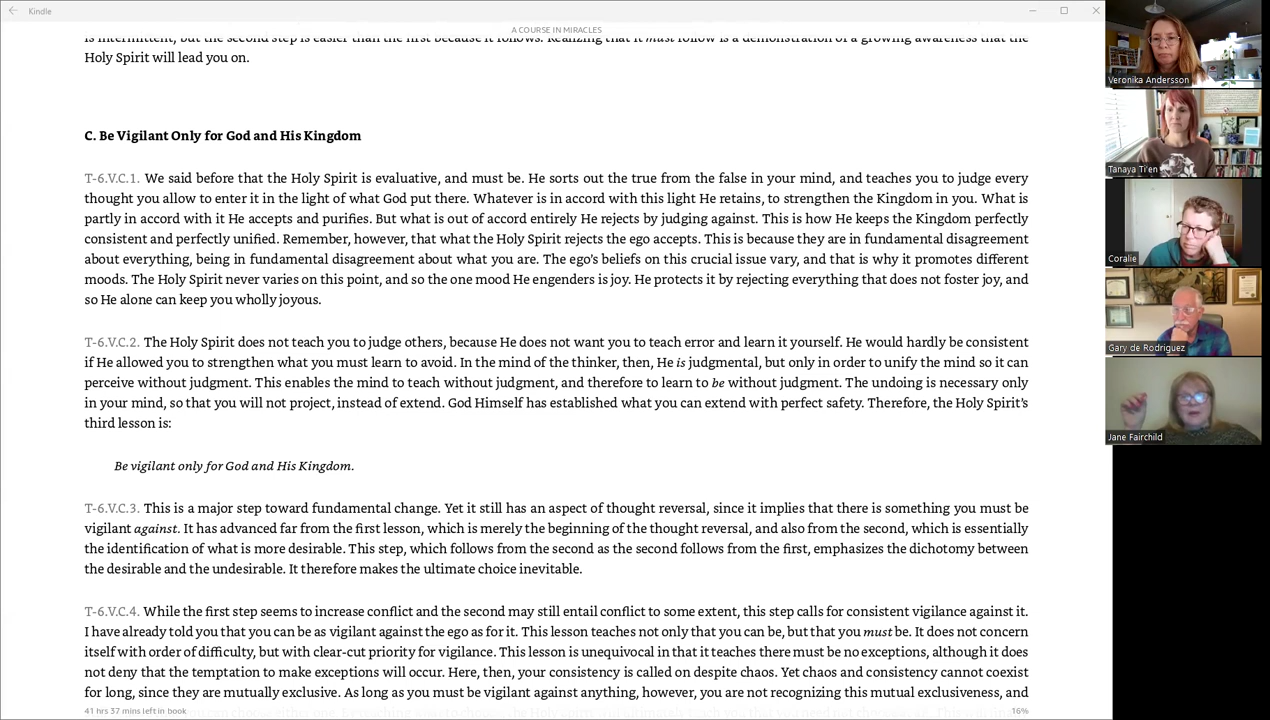 Kindle
A COURSE IN MIRACLES
is intermittent, but the second step is easier than the first because it follows. Realizing that it must follow is a demonstration of a growing awareness that the
Holy Spirit will lead you on.
C. Be Vigilant Only for God and His Kingdom
T-6.V.C.1. We said before that the Holy Spirit is evaluative, and must be. He sorts out the true from the false in your mind, and teaches you to judge every
thought you allow to enter it in the light of what God put there. Whatever is in accord with this light He retains, to strengthen the Kingdom in you. What is
partly in accord with it He accepts and purifies. But what is out of accord entirely He rejects by judging against. This is how He keeps the Kingdom perfectly
consistent and perfectly unified. Remember, however, that what the Holy Spirit rejects the ego accepts. This is because they are in fundamental disagreement
about everything, being in fundamental disagreement about what you are. The ego's beliefs on this crucial issue vary, and that is why it promotes different
moods. The Holy Spirit never varies on this point, and so the one mood He engenders is joy. He protects it by rejecting everything that does not foster joy, and
so He alone can keep you wholly joyous.
T-6.V.C.2. The Holy Spirit does not teach you to judge others, because He does not want you to teach error and learn it yourself. He would hardly be consistent
if He allowed you to strengthen what you must learn to avoid. In the mind of the thinker, then, He is judgmental, but only in order to unify the mind so it can
perceive without judgment. This enables the mind to teach without judgment, and therefore to learn to be without judgment. The undoing is necessary only
in your mind, so that you will not project, instead of extend. God Himself has established what you can extend with perfect safety. Therefore, the Holy Spirit's
third lesson is:
Be vigilant only for God and His Kingdom.
T-6.V.C.3. This is a major step toward fundamental change. Yet it still has an aspect of thought reversal, since it implies that there is something you must be
vigilant against. It has advanced far from the first lesson, which is merely the beginning of the thought reversal, and also from the second, which is essentially
the identification of what is more desirable. This step, which follows from the second as the second follows from the first, emphasizes the dichotomy between
the desirable and the undesirable. It therefore makes the ultimate choice inevitable.
T-6.V.C.4. While the first step seems to increase conflict and the second may still entail conflict to some extent, this step calls for consistent vigilance against it.
I have already told you that you can be as vigilant against the ego as for it. This lesson teaches not only that you can be, but that you must be. It does not concern
itself with order of difficulty, but with clear-cut priority for vigilance. This lesson is unequivocal in that it teaches there must be no exceptions, although it does
not deny that the temptation to make exceptions will occur. Here, then, your consistency is called on despite chaos. Yet chaos and consistency cannot coexist
for long, since they are mutually exclusive. As long as you must be vigilant against anything, however, you are not recognizing this mutual exclusiveness, and
41 hrs 37 mins left in book
16%
Veronika Andersson
Tanaya Ti'en
Coralie
Gary de Rodriguez
Jane Fairchild